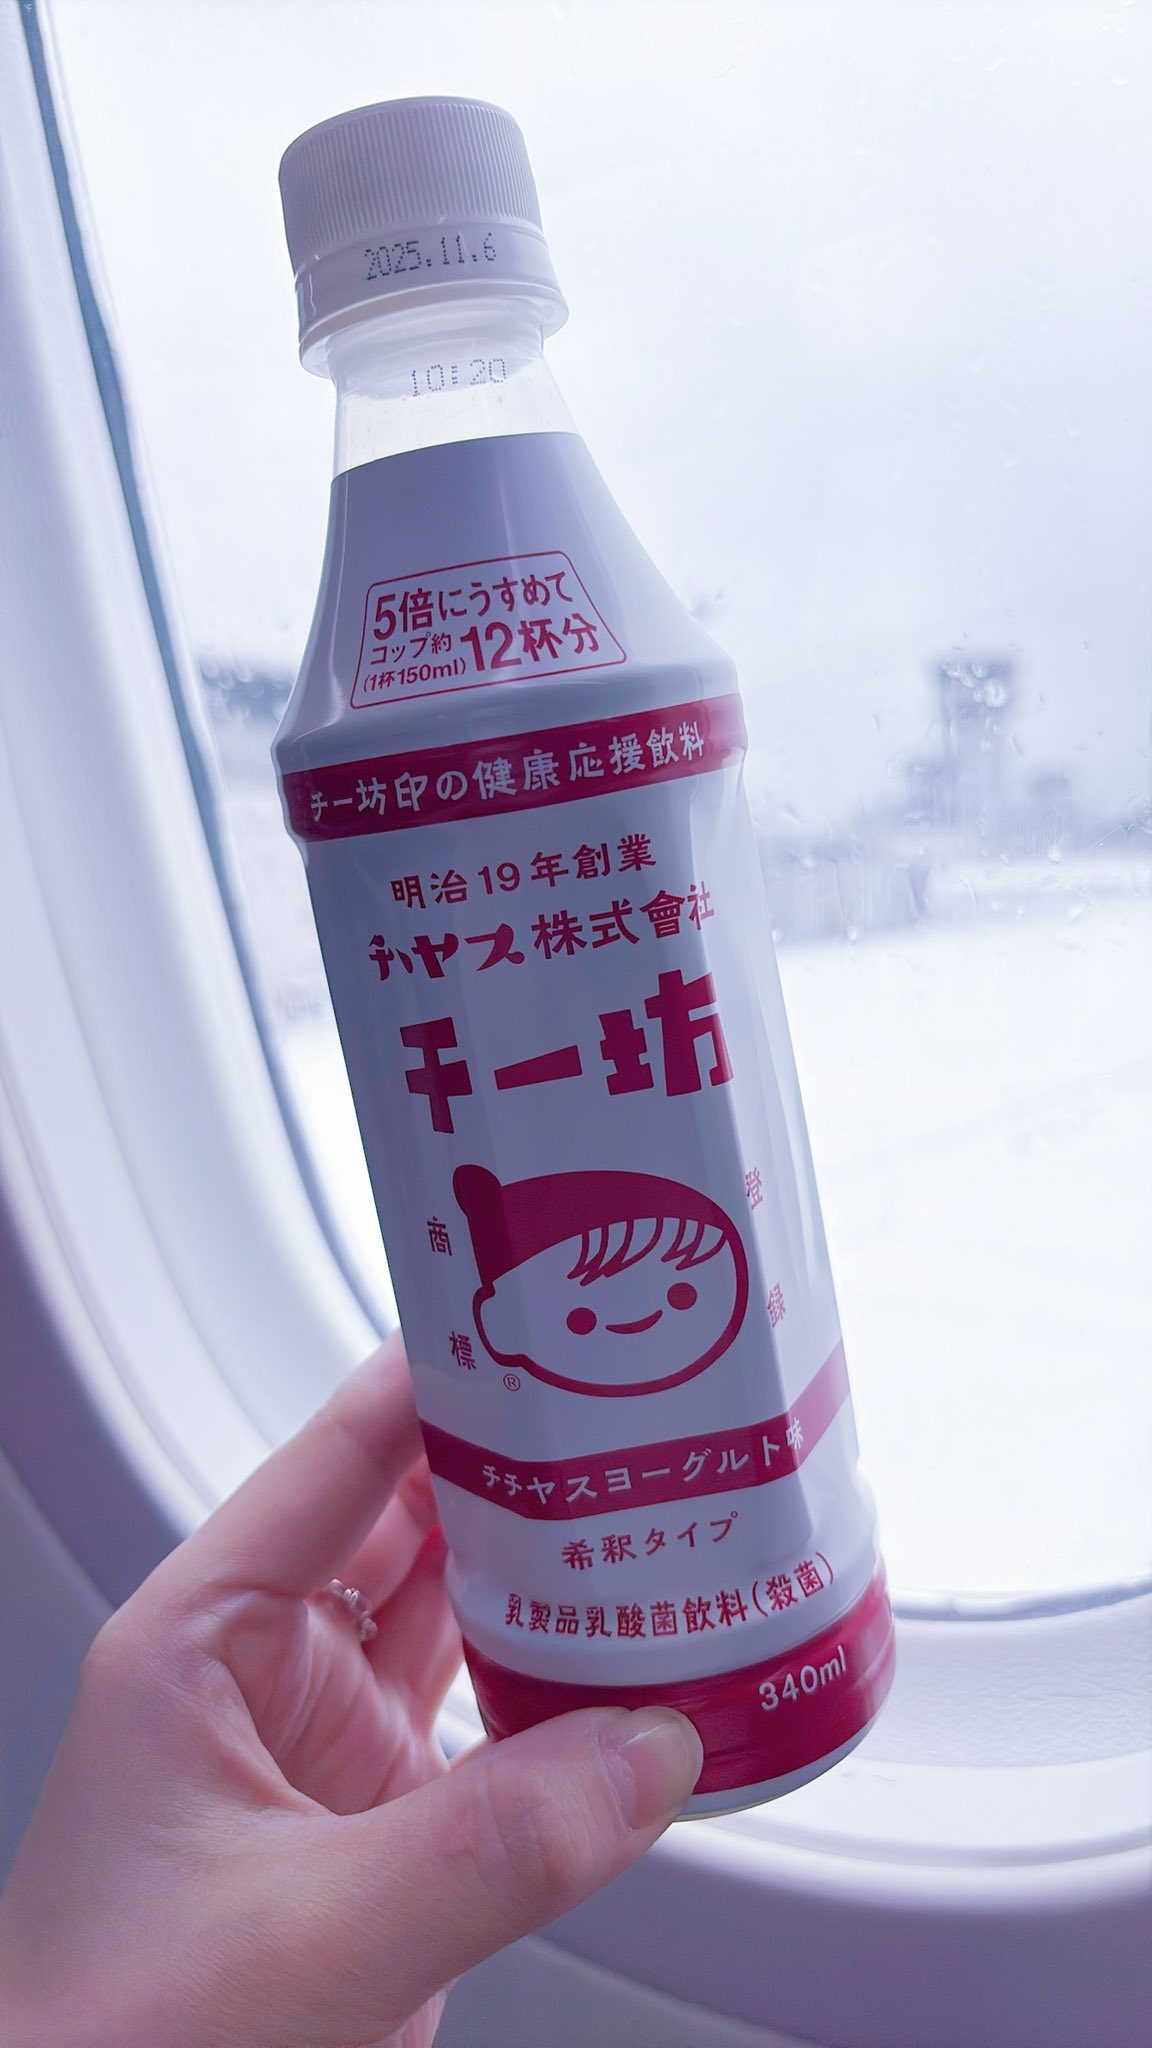 2025.11.6
10:20
5倍にうすめて
コップ約12杯分
(1杯150ml)
チー坊印の健康応援飲料
明治19年創業
チチヤス株式會社
チー坊
商標
登録
®
チチヤスヨーグルト味
希釈タイプ
乳製品乳酸菌飲料(殺菌)
340ml